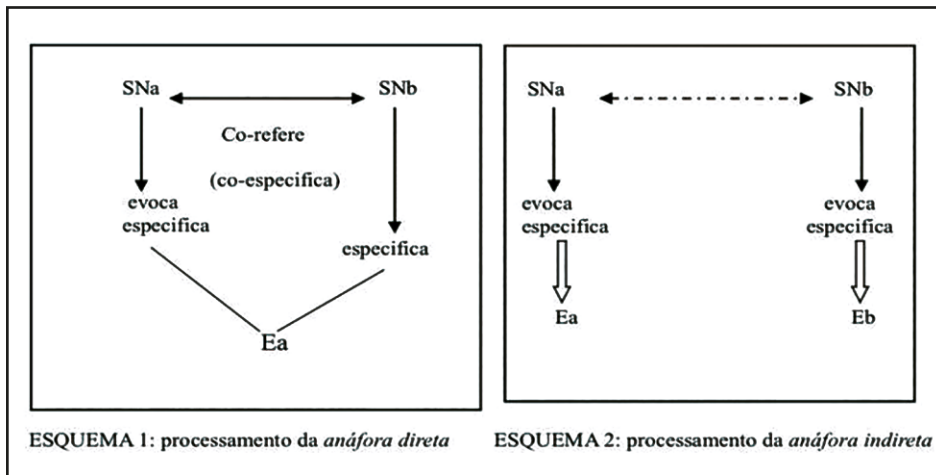 SNa SNb
Co-refere
(co-especifica)
evoca
especifica
especifica
Ea
ESQUEMA 1: processamento da anáfora direta
SNa SNb
evoca evoca
especifica especifica
Ea Eb
ESQUEMA 2: processamento da anáfora indireta